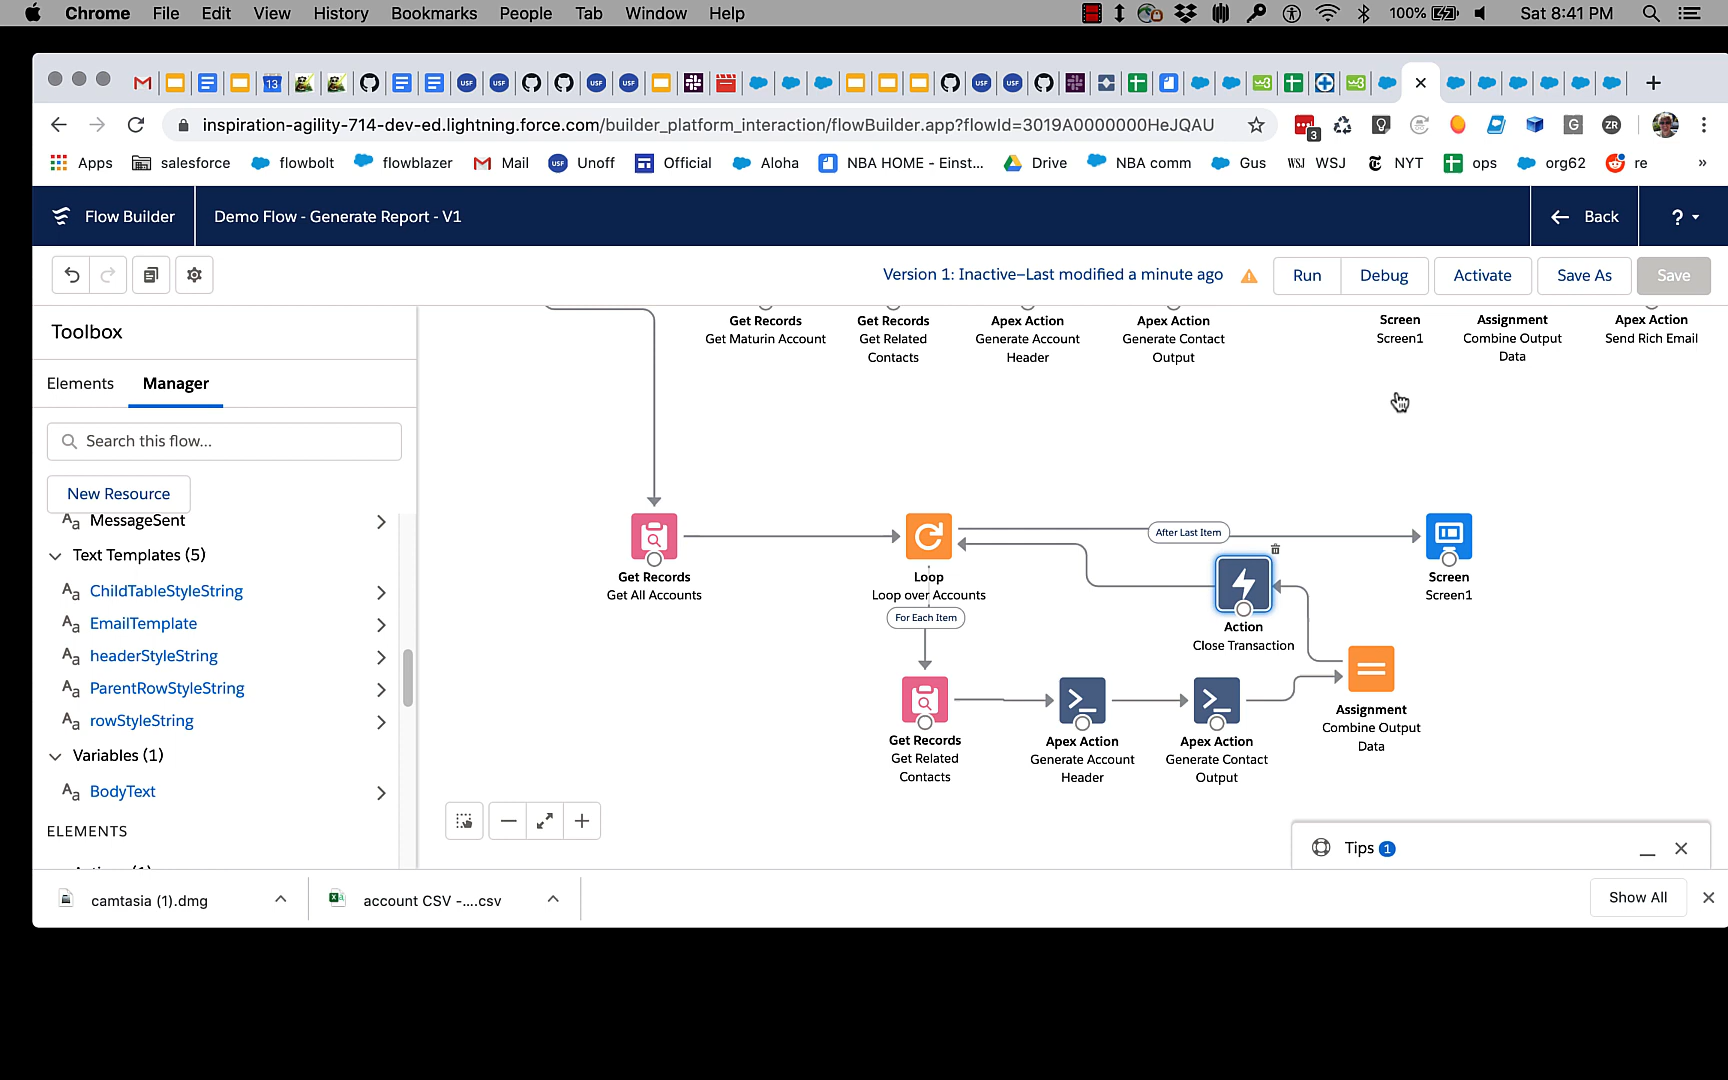 Chrome File Edit View History Bookmarks People Tab Window Help 100% Sat 8:41 PM
13
inspiration-agility-714-dev-ed.lightning.force.com/builder_platform_interaction/flowBuilder.app?flowId=3019A0000000HeJQAU
3 G ZR
Apps salesforce flowbolt flowblazer Mail USF Unoff Official Aloha NBA HOME - Einst... Drive NBA comm Gus WSJ WSJ NYT ops org62 re »
Flow Builder Demo Flow - Generate Report - V1 Back ?
Version 1: Inactive–Last modified a minute ago Run Debug Activate Save As Save
Toolbox
Elements Manager
Search this flow...
New Resource
MessageSent
Text Templates (5)
ChildTableStyleString
EmailTemplate
headerStyleString
ParentRowStyleString
rowStyleString
Variables (1)
BodyText
ELEMENTS
Get Records
Get Maturin Account
Get Records
Get Related
Contacts
Apex Action
Generate Account
Header
Apex Action
Generate Contact
Output
Screen
Screen1
Assignment
Combine Output
Data
Apex Action
Send Rich Email
Get Records
Get All Accounts
Loop
Loop over Accounts
For Each Item
After Last Item
Action
Close Transaction
Screen
Screen1
Get Records
Get Related
Contacts
Apex Action
Generate Account
Header
Apex Action
Generate Contact
Output
Assignment
Combine Output
Data
Tips 1
camtasia (1).dmg account CSV -....csv Show All